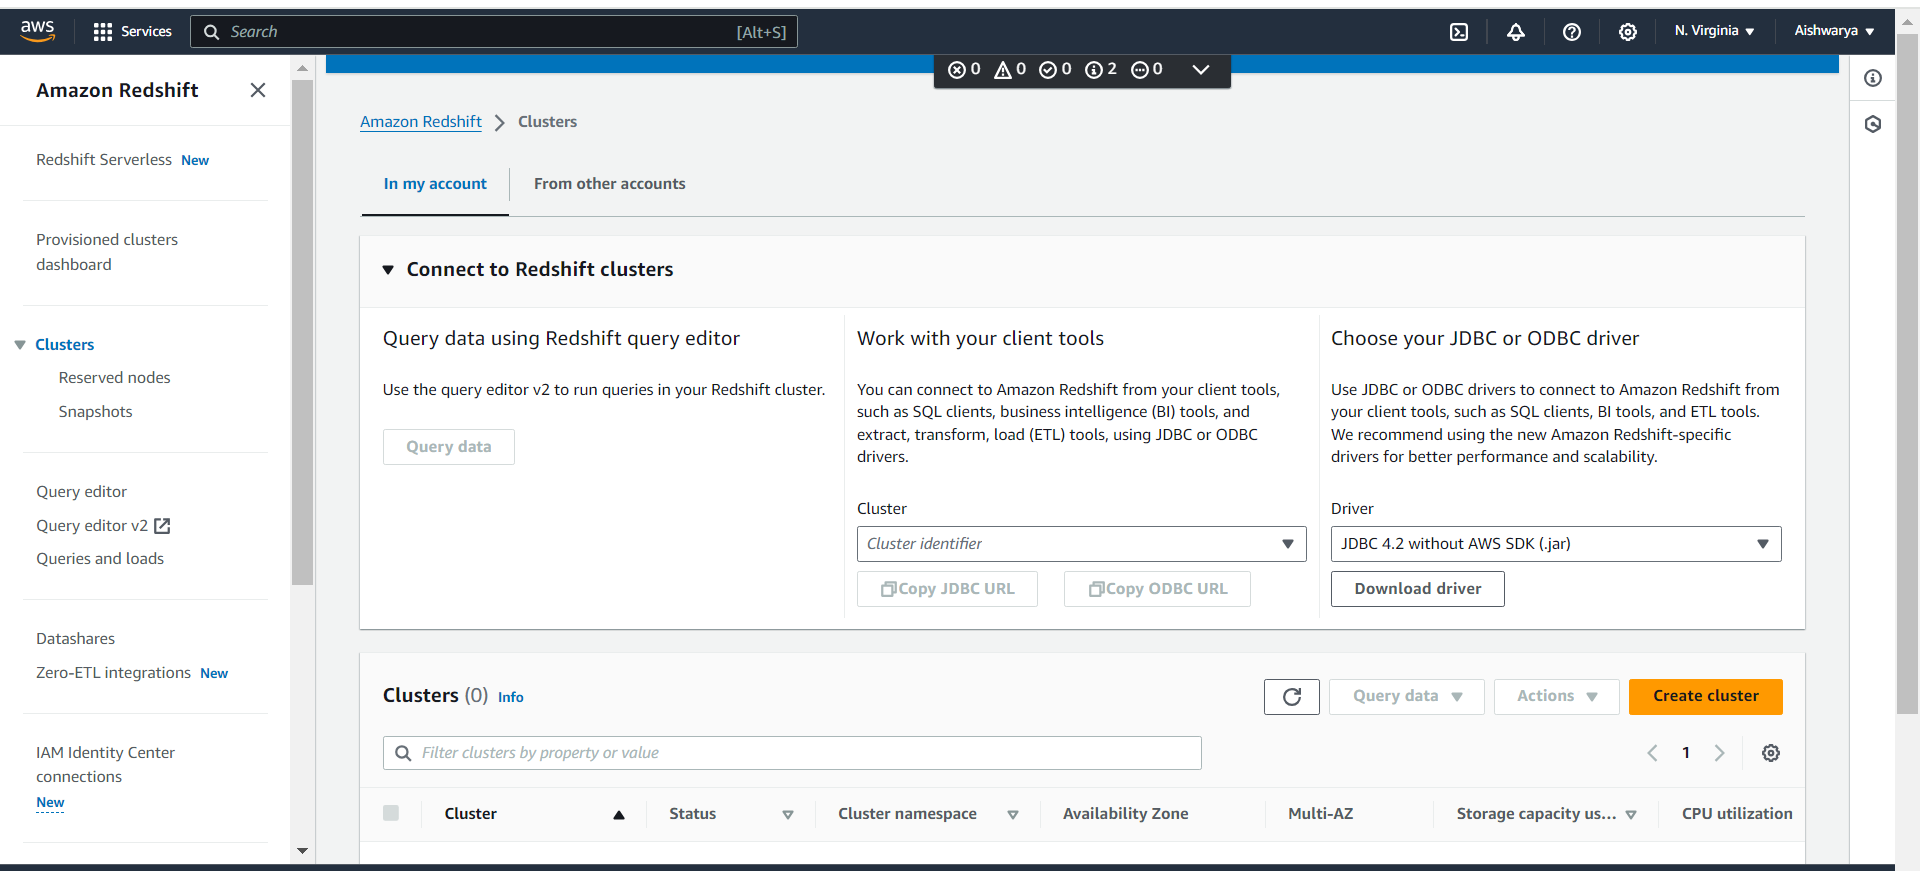 aws
Services
Search
[Alt+S]
N. Virginia
Aishwarya
Amazon Redshift
Redshift Serverless New
Provisioned clusters
dashboard
Clusters
Reserved nodes
Snapshots
Query editor
Query editor v2
Queries and loads
Datashares
Zero-ETL integrations New
IAM Identity Center
connections
New
0 0 0 2 0
Amazon Redshift > Clusters
In my account
From other accounts
Connect to Redshift clusters
Query data using Redshift query editor
Use the query editor v2 to run queries in your Redshift cluster.
Query data
Work with your client tools
You can connect to Amazon Redshift from your client tools,
such as SQL clients, business intelligence (BI) tools, and
extract, transform, load (ETL) tools, using JDBC or ODBC
drivers.
Cluster
Cluster identifier
Copy JDBC URL
Copy ODBC URL
Choose your JDBC or ODBC driver
Use JDBC or ODBC drivers to connect to Amazon Redshift from
your client tools, such as SQL clients, BI tools, and ETL tools.
We recommend using the new Amazon Redshift-specific
drivers for better performance and scalability.
Driver
JDBC 4.2 without AWS SDK (.jar)
Download driver
Clusters (0) Info
Query data
Actions
Create cluster
Filter clusters by property or value
1
Cluster
Status
Cluster namespace
Availability Zone
Multi-AZ
Storage capacity us...
CPU utilization